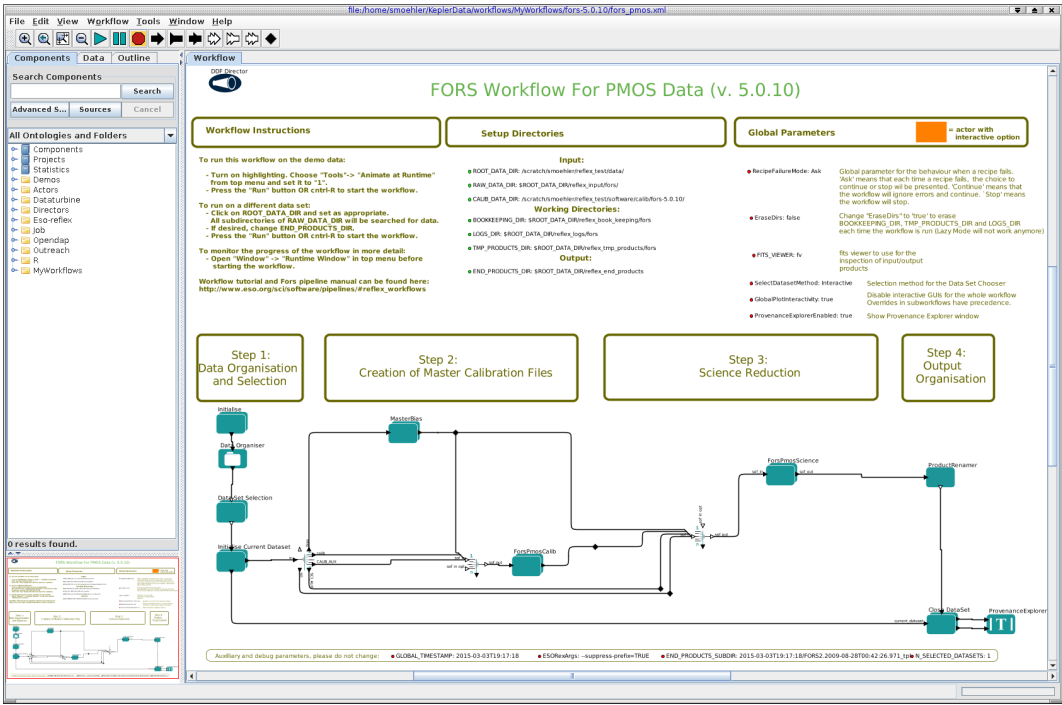 file:/home/smoehler/KeplerData/workflows/MyWorkflows/fors-5.0.10/fors_pmos.xml
File Edit View Workflow Tools Window Help
Components Data Outline
Search Components
Search
Advanced S... Sources Cancel
All Ontologies and Folders
Components
Projects
Statistics
Demos
Actors
Dataturbine
Directors
Eso-reflex
Job
Opendap
Outreach
R
MyWorkflows
0 results found.
Workflow
DDF Director
FORS Workflow For PMOS Data (v. 5.0.10)
Workflow Instructions
Setup Directories
Global Parameters
= actor with
interactive option
To run this workflow on the demo data:
- Turn on highlighting. Choose "Tools"-> "Animate at Runtime"
from top menu and set it to "1".
- Press the "Run" button OR cntrl-R to start the workflow.
To run on a different data set:
- Click on ROOT_DATA_DIR and set as appropriate.
All subdirectories of RAW_DATA_DIR will be searched for data.
- If desired, change END_PRODUCTS_DIR.
- Press the "Run" button OR cntrl-R to start the workflow.
To monitor the progress of the workflow in more detail:
- Open "Window" -> "Runtime Window" in top menu before
starting the workflow.
Workflow tutorial and Fors pipeline manual can be found here:
http://www.eso.org/sci/software/pipelines/#reflex_workflows
Input:
ROOT_DATA_DIR: /scratch/smoehler/reflex_test/data/
RAW_DATA_DIR: $ROOT_DATA_DIR/reflex_input/fors/
CALIB_DATA_DIR: /scratch/smoehler/reflex_test/software/calib/fors-5.0.10/
Working Directories:
BOOKKEEPING_DIR: $ROOT_DATA_DIR/reflex_book_keeping/fors
LOGS_DIR: $ROOT_DATA_DIR/reflex_logs/fors
TMP_PRODUCTS_DIR: $ROOT_DATA_DIR/reflex_tmp_products/fors
Output:
END_PRODUCTS_DIR: $ROOT_DATA_DIR/reflex_end_products
RecipeFailureMode: Ask
Global parameter for the behaviour when a recipe fails.
'Ask' means that each time a recipe fails, the choice to
continue or stop wil be presented. 'Continue' means that
the workflow will ignore errors and continue. 'Stop' means
the workflow will stop.
EraseDirs: false
Change "EraseDirs" to "true" to erase
BOOKKEEPING_DIR, TMP_PRODUCTS_DIR and LOGS_DIR
each time the workflow is run (Lazy Mode will not work anymore)
FITS_VIEWER: fv
fits viewer to use for the
inspection of input/output
products
SelectDatasetMethod: Interactive
Selection method for the Data Set Chooser
GlobalPlotInteractivity: true
Disable interactive GUIs for the whole workflow
Overrides in subworkflows have precedence.
ProvenanceExplorerEnabled: true
Show Provenance Explorer window
Step 1:
Data Organisation
and Selection
Step 2:
Creation of Master Calibration Files
Step 3:
Science Reduction
Step 4:
Output
Organisation
Initialise
Data Organiser
DataSet Selection
Initialise Current Dataset
MasterBias
CALIB_AUX
sof in
sof in opt
sof out
ForsPmosCalib
sof in opt
sof out
sof_in
ForsPmosScience
sof_out
ProductRenamer
current_dataset
Close DataSet
ProvenanceExplorer
T
Auxiliary and debug parameters, please do not change:
GLOBAL_TIMESTAMP: 2015-03-03T19:17:18
ESORexArgs: --suppress-prefix=TRUE
END_PRODUCTS_SUBDIR: 2015-03-03T19:17:18/FORS2.2009-08-28T00:42:26.971_tpl
N_SELECTED_DATASETS: 1